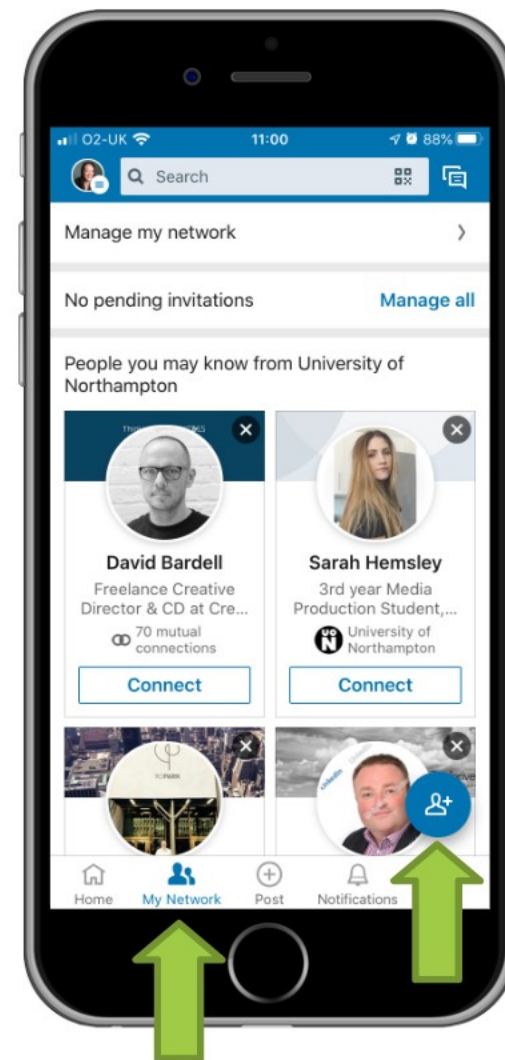 O2-UK 11:00 88%
Search
Manage my network
No pending invitations Manage all
People you may know from University of
Northampton
David Bardell
Freelance Creative
Director & CD at Cre...
70 mutual
connections
Connect
Sarah Hemsley
3rd year Media
Production Student,...
University of
Northampton
Connect
Home My Network Post Notifications